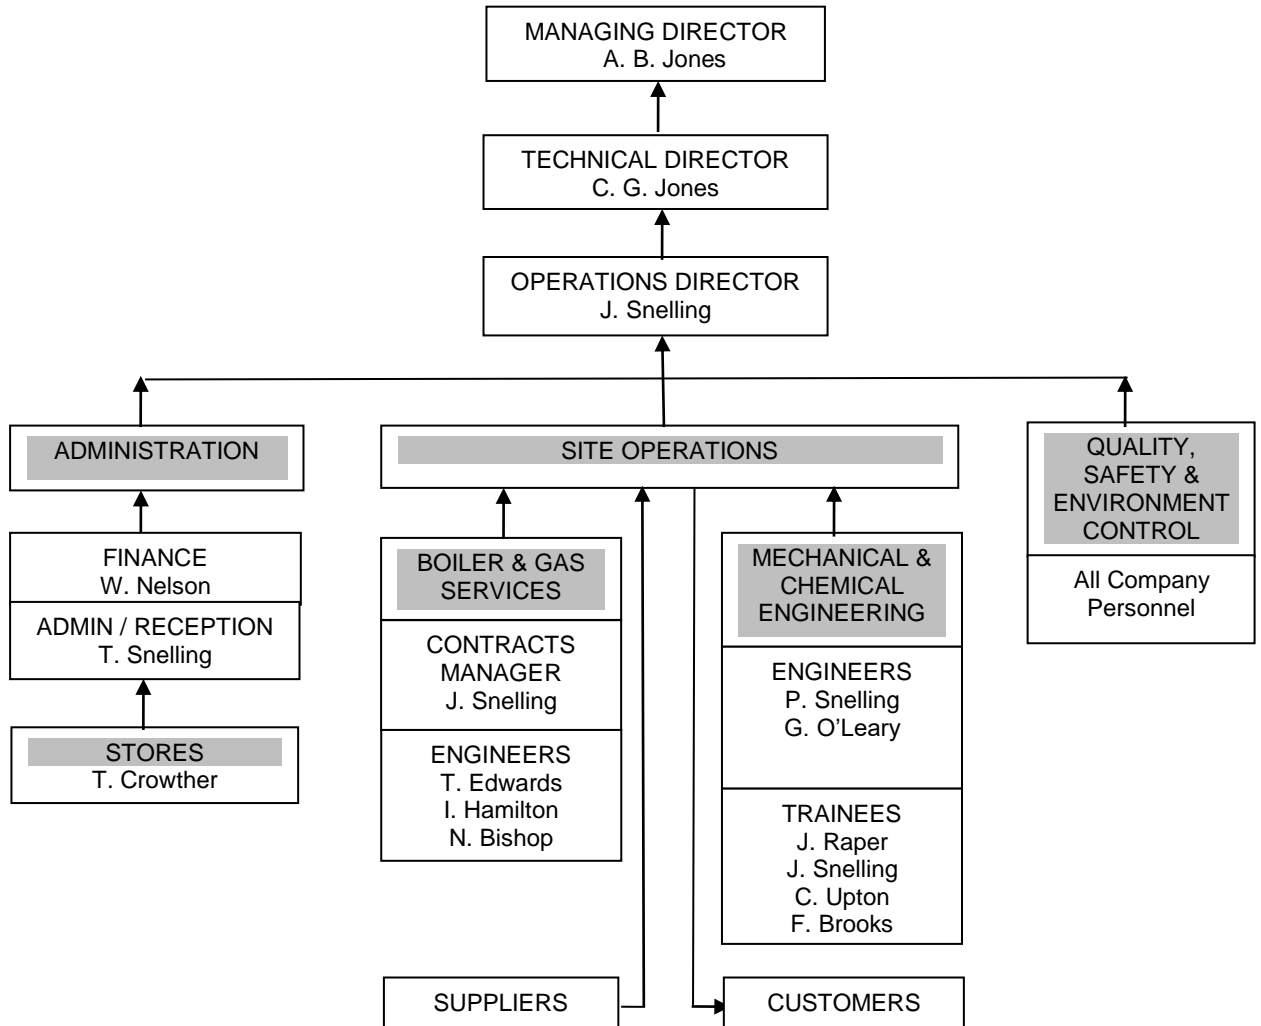 MANAGING DIRECTOR
A. B. Jones
TECHNICAL DIRECTOR
C. G. Jones
OPERATIONS DIRECTOR
J. Snelling
ADMINISTRATION
FINANCE
W. Nelson
ADMIN / RECEPTION
T. Snelling
STORES
T. Crowther
SITE OPERATIONS
BOILER & GAS
SERVICES
CONTRACTS
MANAGER
J. Snelling
ENGINEERS
T. Edwards
I. Hamilton
N. Bishop
MECHANICAL &
CHEMICAL
ENGINEERING
ENGINEERS
P. Snelling
G. O’Leary
TRAINEES
J. Raper
J. Snelling
C. Upton
F. Brooks
QUALITY,
SAFETY &
ENVIRONMENT
CONTROL
All Company
Personnel
SUPPLIERS
CUSTOMERS